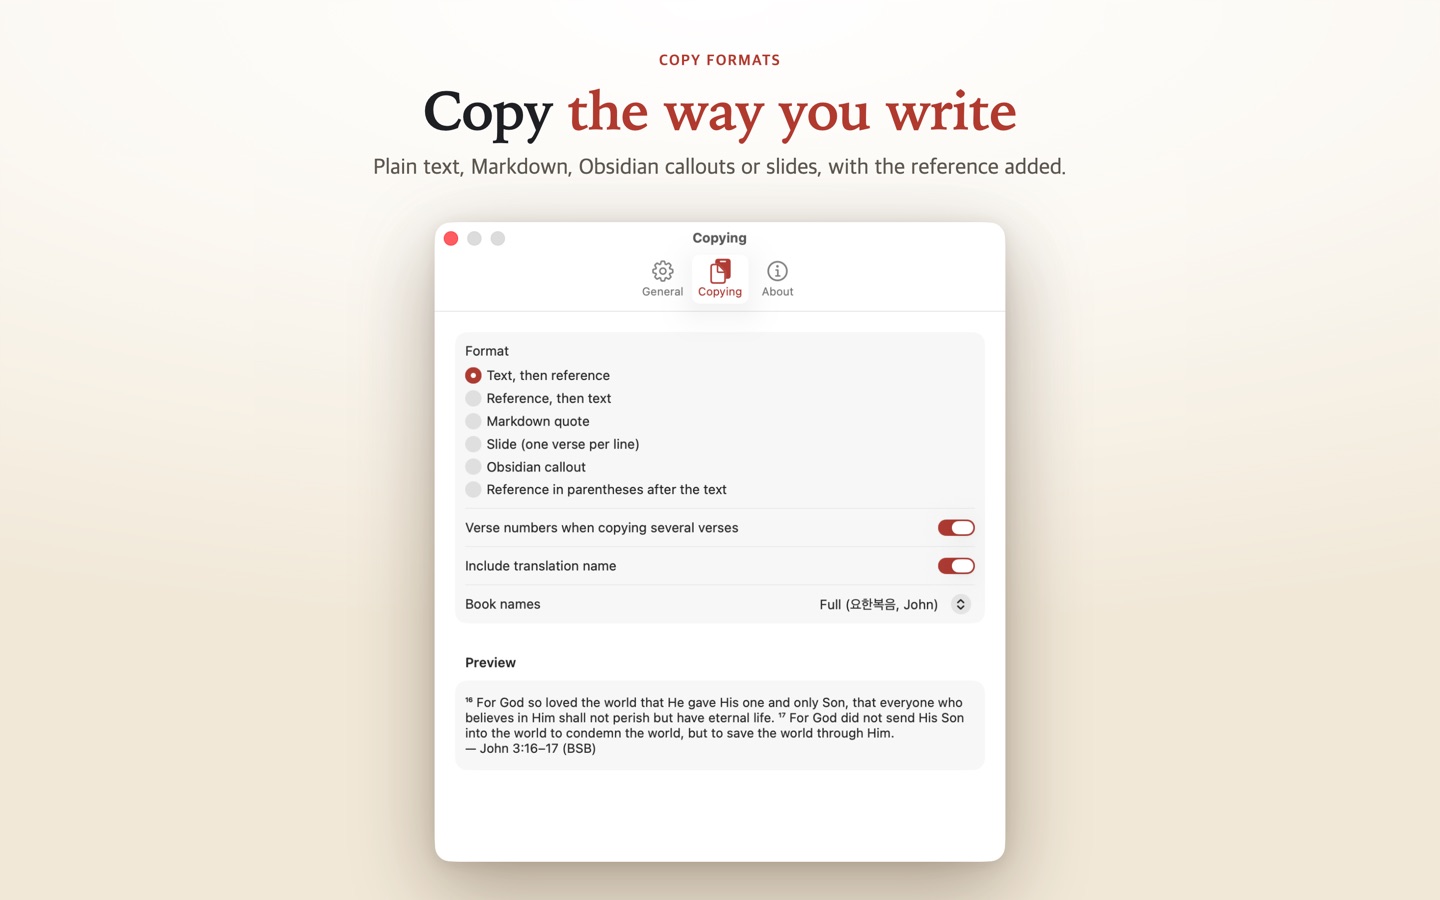 COPY FORMATS
Copy the way you write
Plain text, Markdown, Obsidian callouts or slides, with the reference added.
Copying
General
Copying
About
Format
Text, then reference
Reference, then text
Markdown quote
Slide (one verse per line)
Obsidian callout
Reference in parentheses after the text
Verse numbers when copying several verses
Include translation name
Book names
Full (요한복음, John)
Preview
¹⁶ For God so loved the world that He gave His one and only Son, that everyone who
believes in Him shall not perish but have eternal life. ¹⁷ For God did not send His Son
into the world to condemn the world, but to save the world through Him.
— John 3:16–17 (BSB)